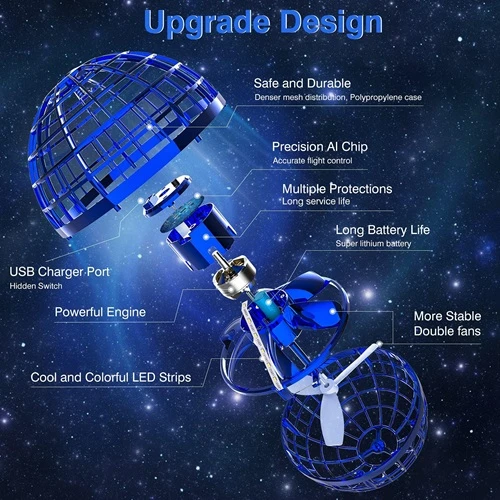 Upgrade Design
Safe and Durable
Denser mesh distribution, Polypropylene case
Precision AI Chip
Accurate flight control
Multiple Protections
Long service life
Long Battery Life
Super lithium battery
USB Charger Port
Hidden Switch
Powerful Engine
More Stable
Double fans
Cool and Colorful LED Strips